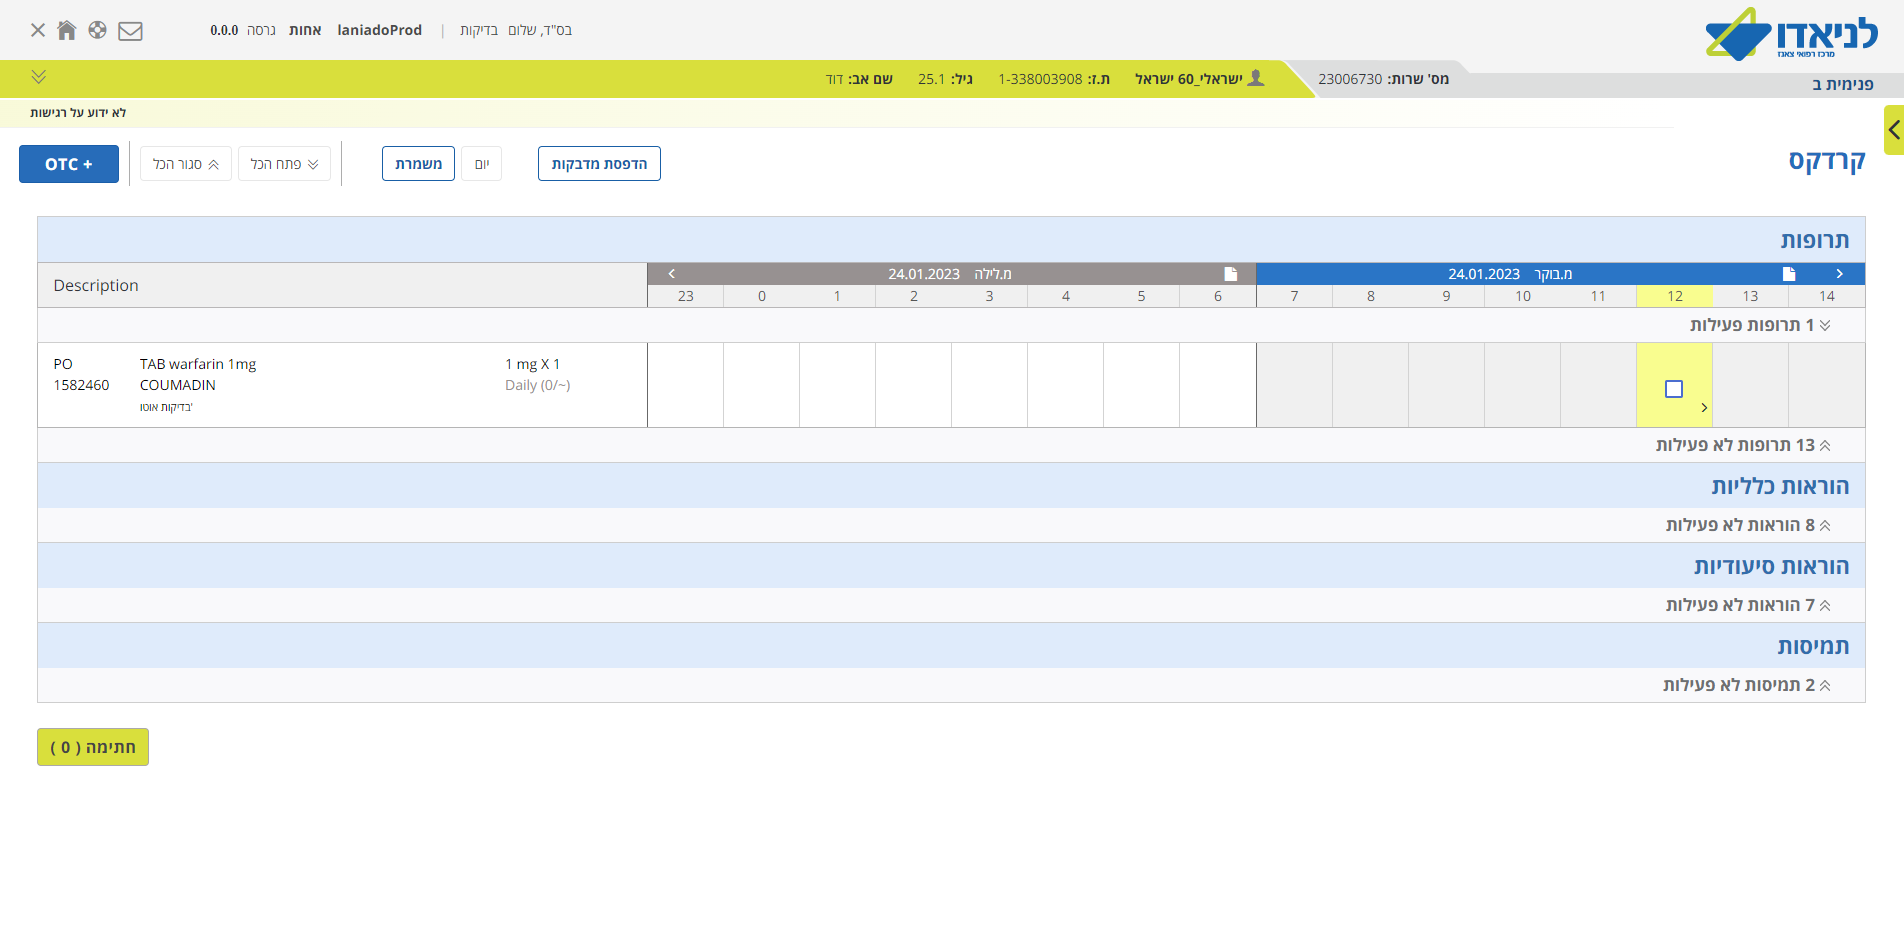 לניאדו
מרכז רפואי צאנז
בס"ד, שלום בדיקות | laniadoProd אחות גרסה 0.0.0
פנימית ב
מס' שרות: 23006730
ישראלי_60 ישראל ת.ז: 1-338003908 גיל: 25.1 שם אב: דוד
לא ידוע על רגישות
קרדקס
הדפסת מדבקות יום משמרת פתח הכל סגור הכל OTC +
תרופות
Description מ.לילה 24.01.2023 מ.בוקר 24.01.2023
23 0 1 2 3 4 5 6 7 8 9 10 11 12 13 14
1 תרופות פעילות
PO TAB warfarin 1mg 1 mg X 1
1582460 COUMADIN Daily (0/~)
בדיקות אוטו'
13 תרופות לא פעילות
הוראות כלליות
8 הוראות לא פעילות
הוראות סיעודיות
7 הוראות לא פעילות
תמיסות
2 תמיסות לא פעילות
חתימה ( 0 )